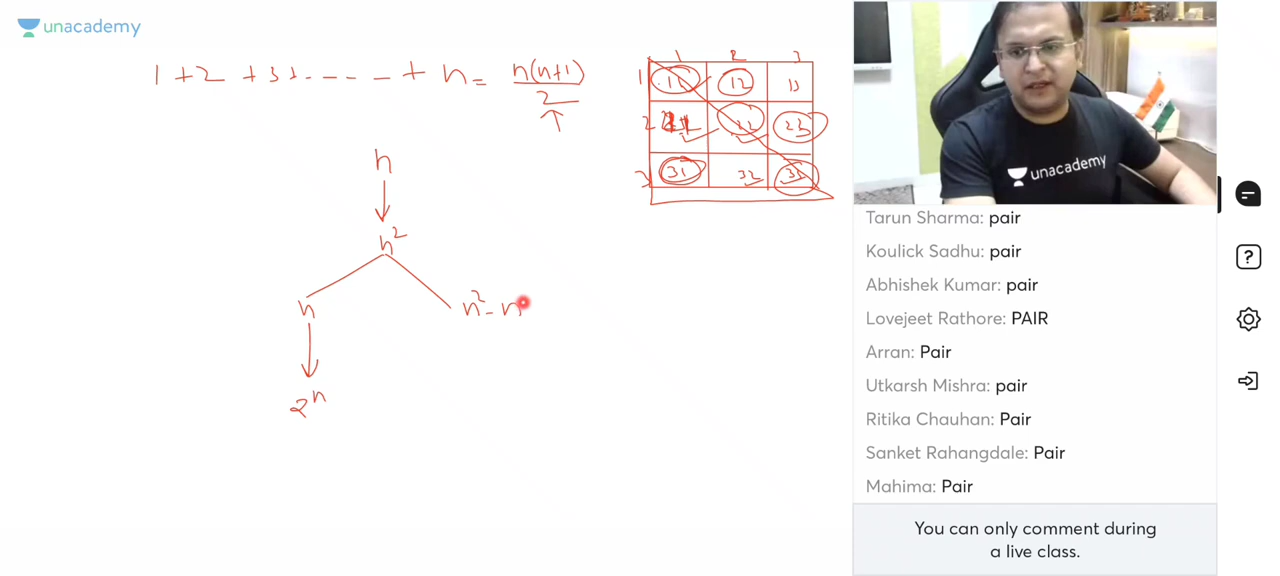 unacademy
1 + 2 + 3 + ------ + n = n(n+1)/2
n
n²
n n² - n
2ⁿ
1 2 3
1 11 12 13
2 22
23
3 31 32 33
unacademy
Tarun Sharma: pair
Koulick Sadhu: pair
Abhishek Kumar: pair
Lovejeet Rathore: PAIR
Arran: Pair
Utkarsh Mishra: pair
Ritika Chauhan: Pair
Sanket Rahangdale: Pair
Mahima: Pair
You can only comment during
a live class.
?